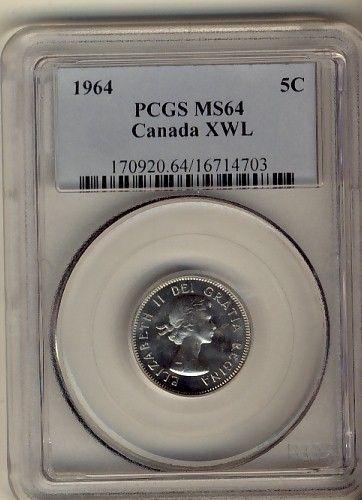 1964 5C
PCGS MS64
Canada XWL
170920.64/16714703
ELIZABETH II DEI GRATIA REGINA